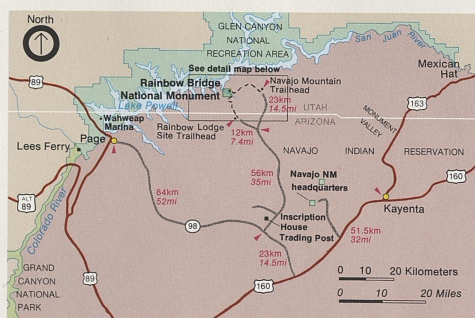 North
GLEN CANYON
NATIONAL
RECREATION AREA
San Juan River
See detail map below
Mexican
Hat
89
Rainbow Bridge
National Monument
Navajo Mountain
Trailhead
23km
14.5mi
UTAH
ARIZONA
163
Lake Powell
Wahweap
Marina
Rainbow Lodge
Site Trailhead
12km
7.4mi
MONUMENT
VALLEY
Lees Ferry
Page
NAVAJO
INDIAN
RESERVATION
160
ALT
89
84km
52mi
56km
35mi
Navajo NM
headquarters
Kayenta
Colorado River
98
Inscription
House
Trading Post
51.5km
32mi
23km
14.5mi
GRAND
CANYON
NATIONAL
PARK
89
160
0 10 20 Kilometers
0 10 20 Miles